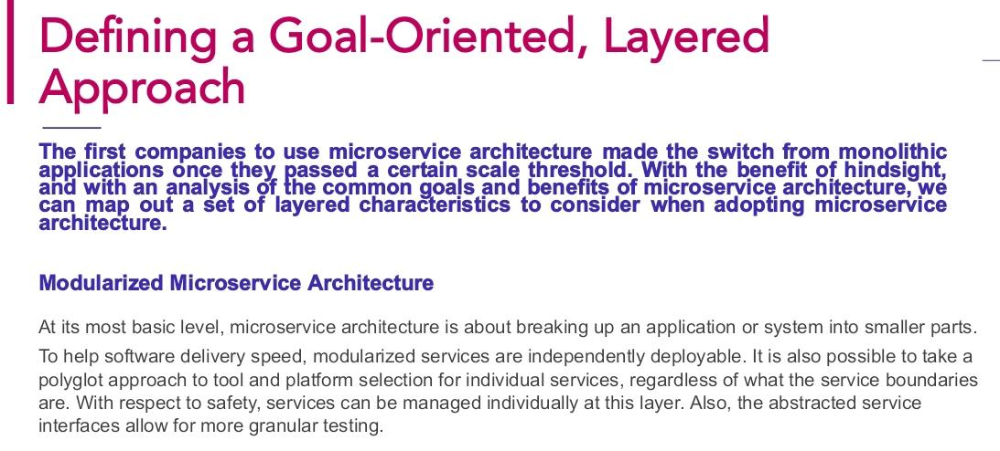 Defining a Goal-Oriented, Layered
Approach
The first companies to use microservice architecture made the switch from monolithic
applications once they passed a certain scale threshold. With the benefit of hindsight,
and with an analysis of the common goals and benefits of microservice architecture, we
can map out a set of layered characteristics to consider when adopting microservice
architecture.
Modularized Microservice Architecture
At its most basic level, microservice architecture is about breaking up an application or system into smaller parts.
To help software delivery speed, modularized services are independently deployable. It is also possible to take a
polyglot approach to tool and platform selection for individual services, regardless of what the service boundaries
are. With respect to safety, services can be managed individually at this layer. Also, the abstracted service
interfaces allow for more granular testing.